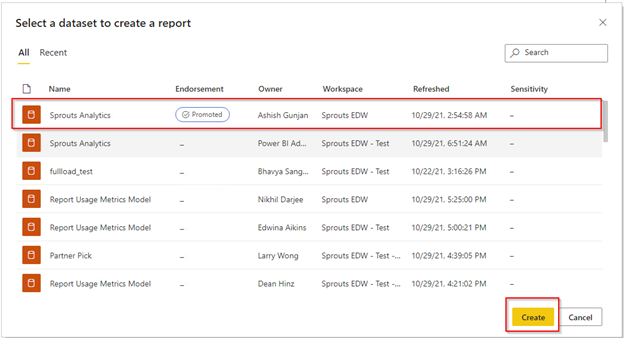 Select a dataset to create a report
All Recent
Search
Name Endorsement Owner Workspace Refreshed Sensitivity
Sprouts Analytics Promoted Ashish Gunjan Sprouts EDW 10/29/21, 2:54:58 AM –
Sprouts Analytics – Power BI Ad... Sprouts EDW - Test 10/29/21, 6:51:24 AM –
fullload_test – Bhavya Sang... Sprouts EDW - Test 10/22/21, 3:16:26 PM –
Report Usage Metrics Model – Nikhil Darjee Sprouts EDW 10/29/21, 5:25:00 PM –
Report Usage Metrics Model – Edwina Aikins Sprouts EDW - Test 10/29/21, 5:00:21 PM –
Partner Pick – Larry Wong Sprouts EDW - Test -... 10/29/21, 4:39:05 PM –
Report Usage Metrics Model – Dean Hinz Sprouts EDW - Test -... 10/29/21, 4:21:02 PM –
Create Cancel